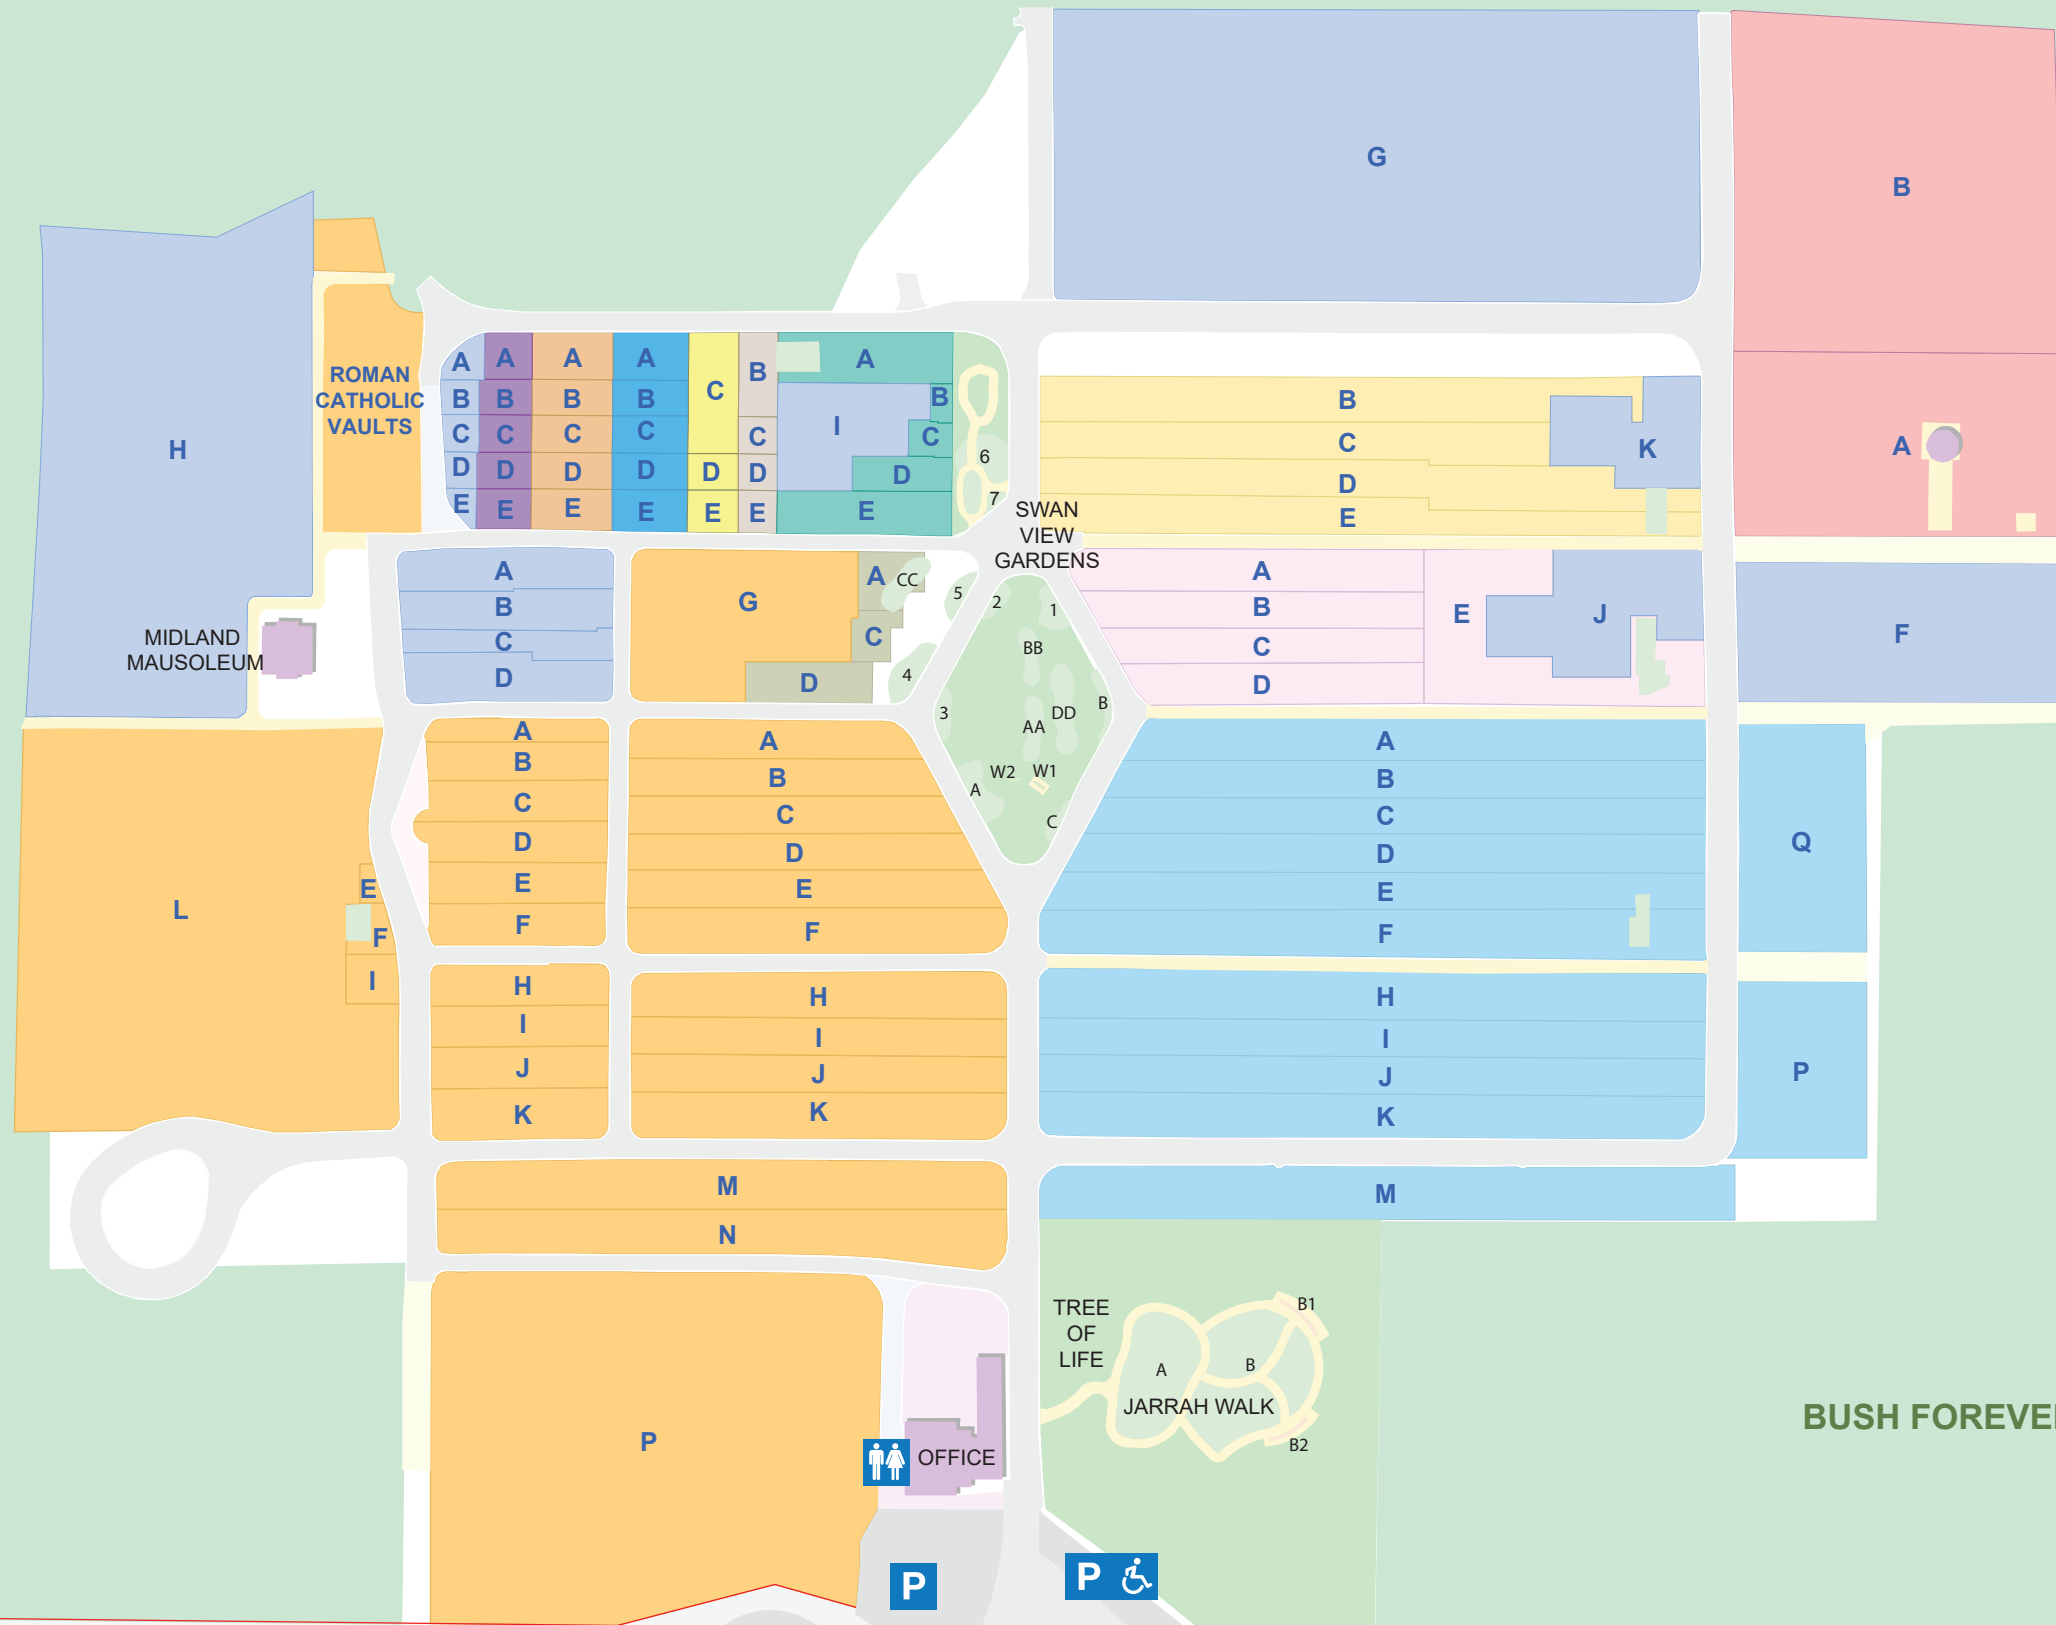 G
B
H
ROMAN
CATHOLIC
VAULTS
A A A A B A
B B B B C B
I
C C C C C C
D D D D D D D
E E E E E E E
6
7
B
C
D
E
K
A
SWAN
VIEW
GARDENS
A
B
C
D
G
A
CC
C
D
5
4
2
1
BB
3
B
DD
AA
W2 W1
A
C
A
B
C
D
E
J
F
MIDLAND
MAUSOLEUM
L
E
F
I
A
B
C
D
E
F
A
B
C
D
E
F
A
B
C
D
E
F
Q
H
I
J
K
H
I
J
K
H
I
J
K
P
M
N
M
P
OFFICE
TREE
OF
LIFE
B1
A
B
JARRAH WALK
B2
BUSH FOREVE
P
P